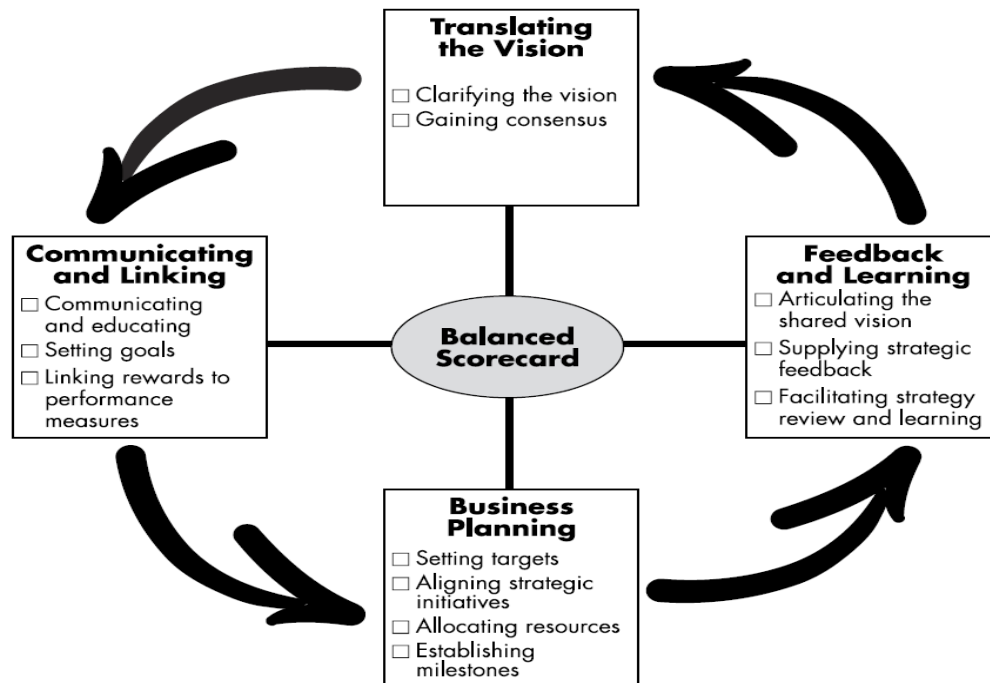 Translating
the Vision
☐ Clarifying the vision
☐ Gaining consensus
Communicating
and Linking
☐ Communicating
and educating
☐ Setting goals
☐ Linking rewards to
performance
measures
Balanced
Scorecard
Feedback
and Learning
☐ Articulating the
shared vision
☐ Supplying strategic
feedback
☐ Facilitating strategy
review and learning
Business
Planning
☐ Setting targets
☐ Aligning strategic
initiatives
☐ Allocating resources
☐ Establishing
milestones